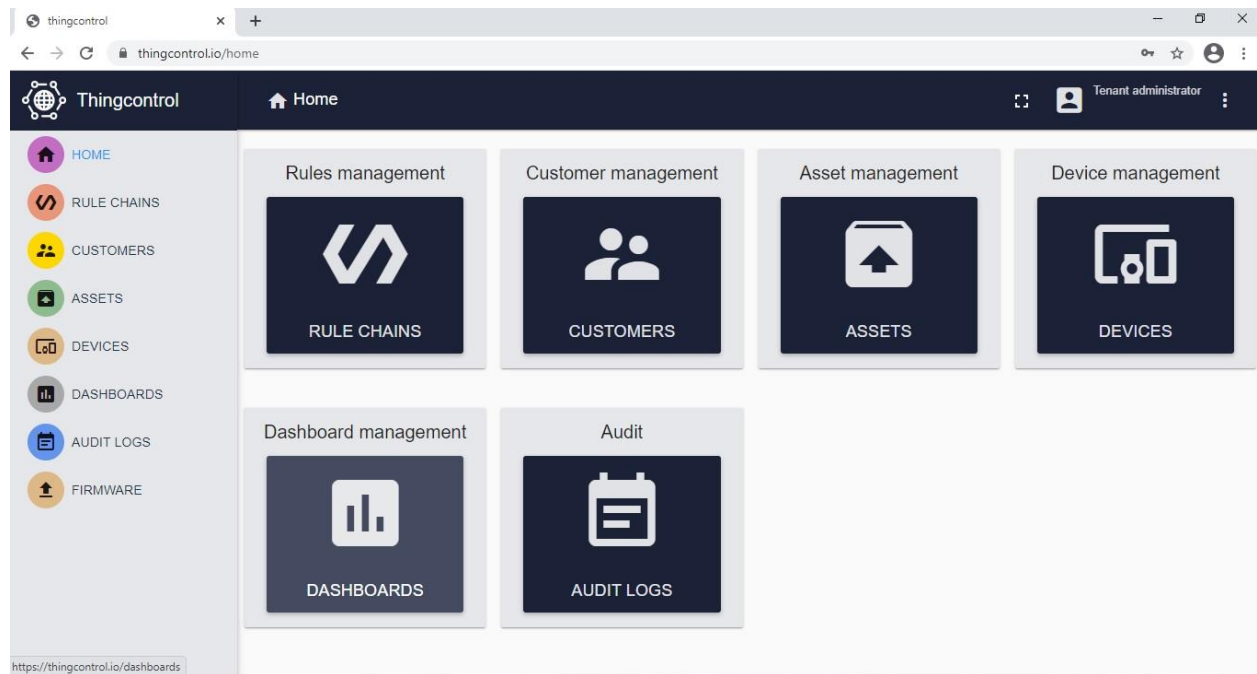 thingcontrol
thingcontrol.io/home
Thingcontrol
Home
Tenant administrator
HOME
RULE CHAINS
CUSTOMERS
ASSETS
DEVICES
DASHBOARDS
AUDIT LOGS
FIRMWARE
Rules management
Customer management
Asset management
Device management
RULE CHAINS
CUSTOMERS
ASSETS
DEVICES
Dashboard management
Audit
DASHBOARDS
AUDIT LOGS
https://thingcontrol.io/dashboards